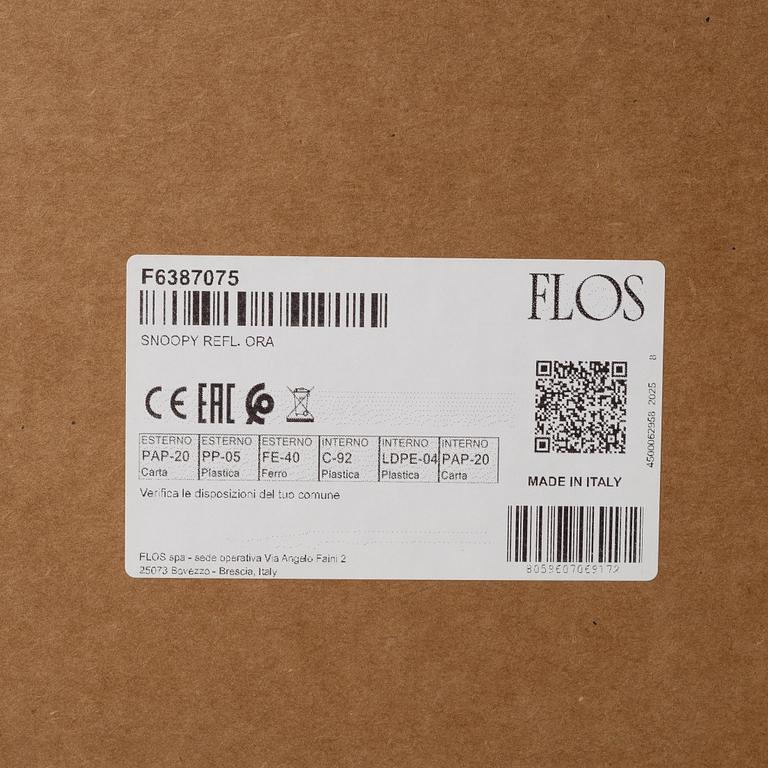 F6387075
FLOS
SNOOPY REFL. ORA
CE EAC
ESTERNO ESTERNO ESTERNO INTERNO INTERNO INTERNO
PAP-20 PP-05 FE-40 C-92 LDPE-04 PAP-20
Carta Plastica Ferro Plastica Plastica Carta
Verifica le disposizioni del tuo comune
4500062958 2025 8
MADE IN ITALY
8059607069172
FLOS spa - sede operativa Via Angelo Faini 2
25073 Bovezzo - Brescia, Italy